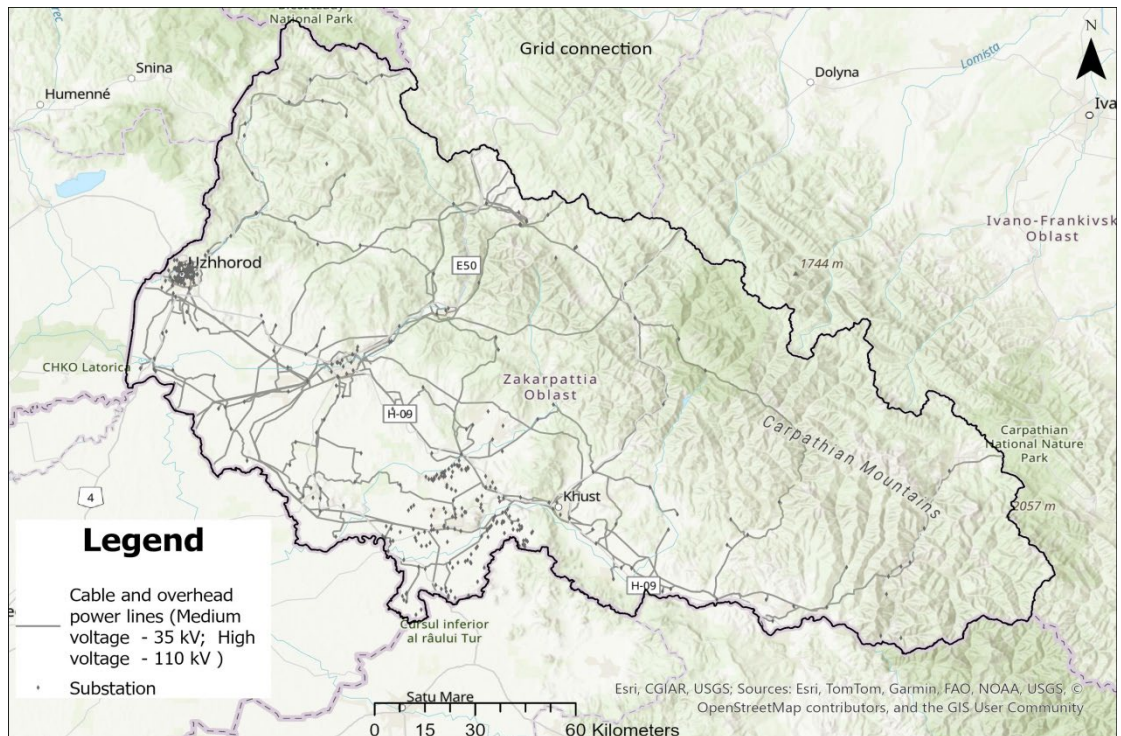 National Park
Grid connection
N
Snina
Humenné
Dolyna
Lomista
Iva
Ivano-Frankivsk
Oblast
1744 m
Uzhhorod
E50
CHKO Latorica
Zakarpattia
Oblast
H-09
Carpathian Mountains
Carpathian
National Nature
Park
2057 m
4
Khust
H-09
Legend
Cable and overhead
power lines (Medium
voltage - 35 kV; High
voltage - 110 kV )
Substation
Cursul inferior
al râului Tur
Satu Mare
0 15 30 60 Kilometers
Esri, CGIAR, USGS; Sources: Esri, TomTom, Garmin, FAO, NOAA, USGS, ©
OpenStreetMap contributors, and the GIS User Community